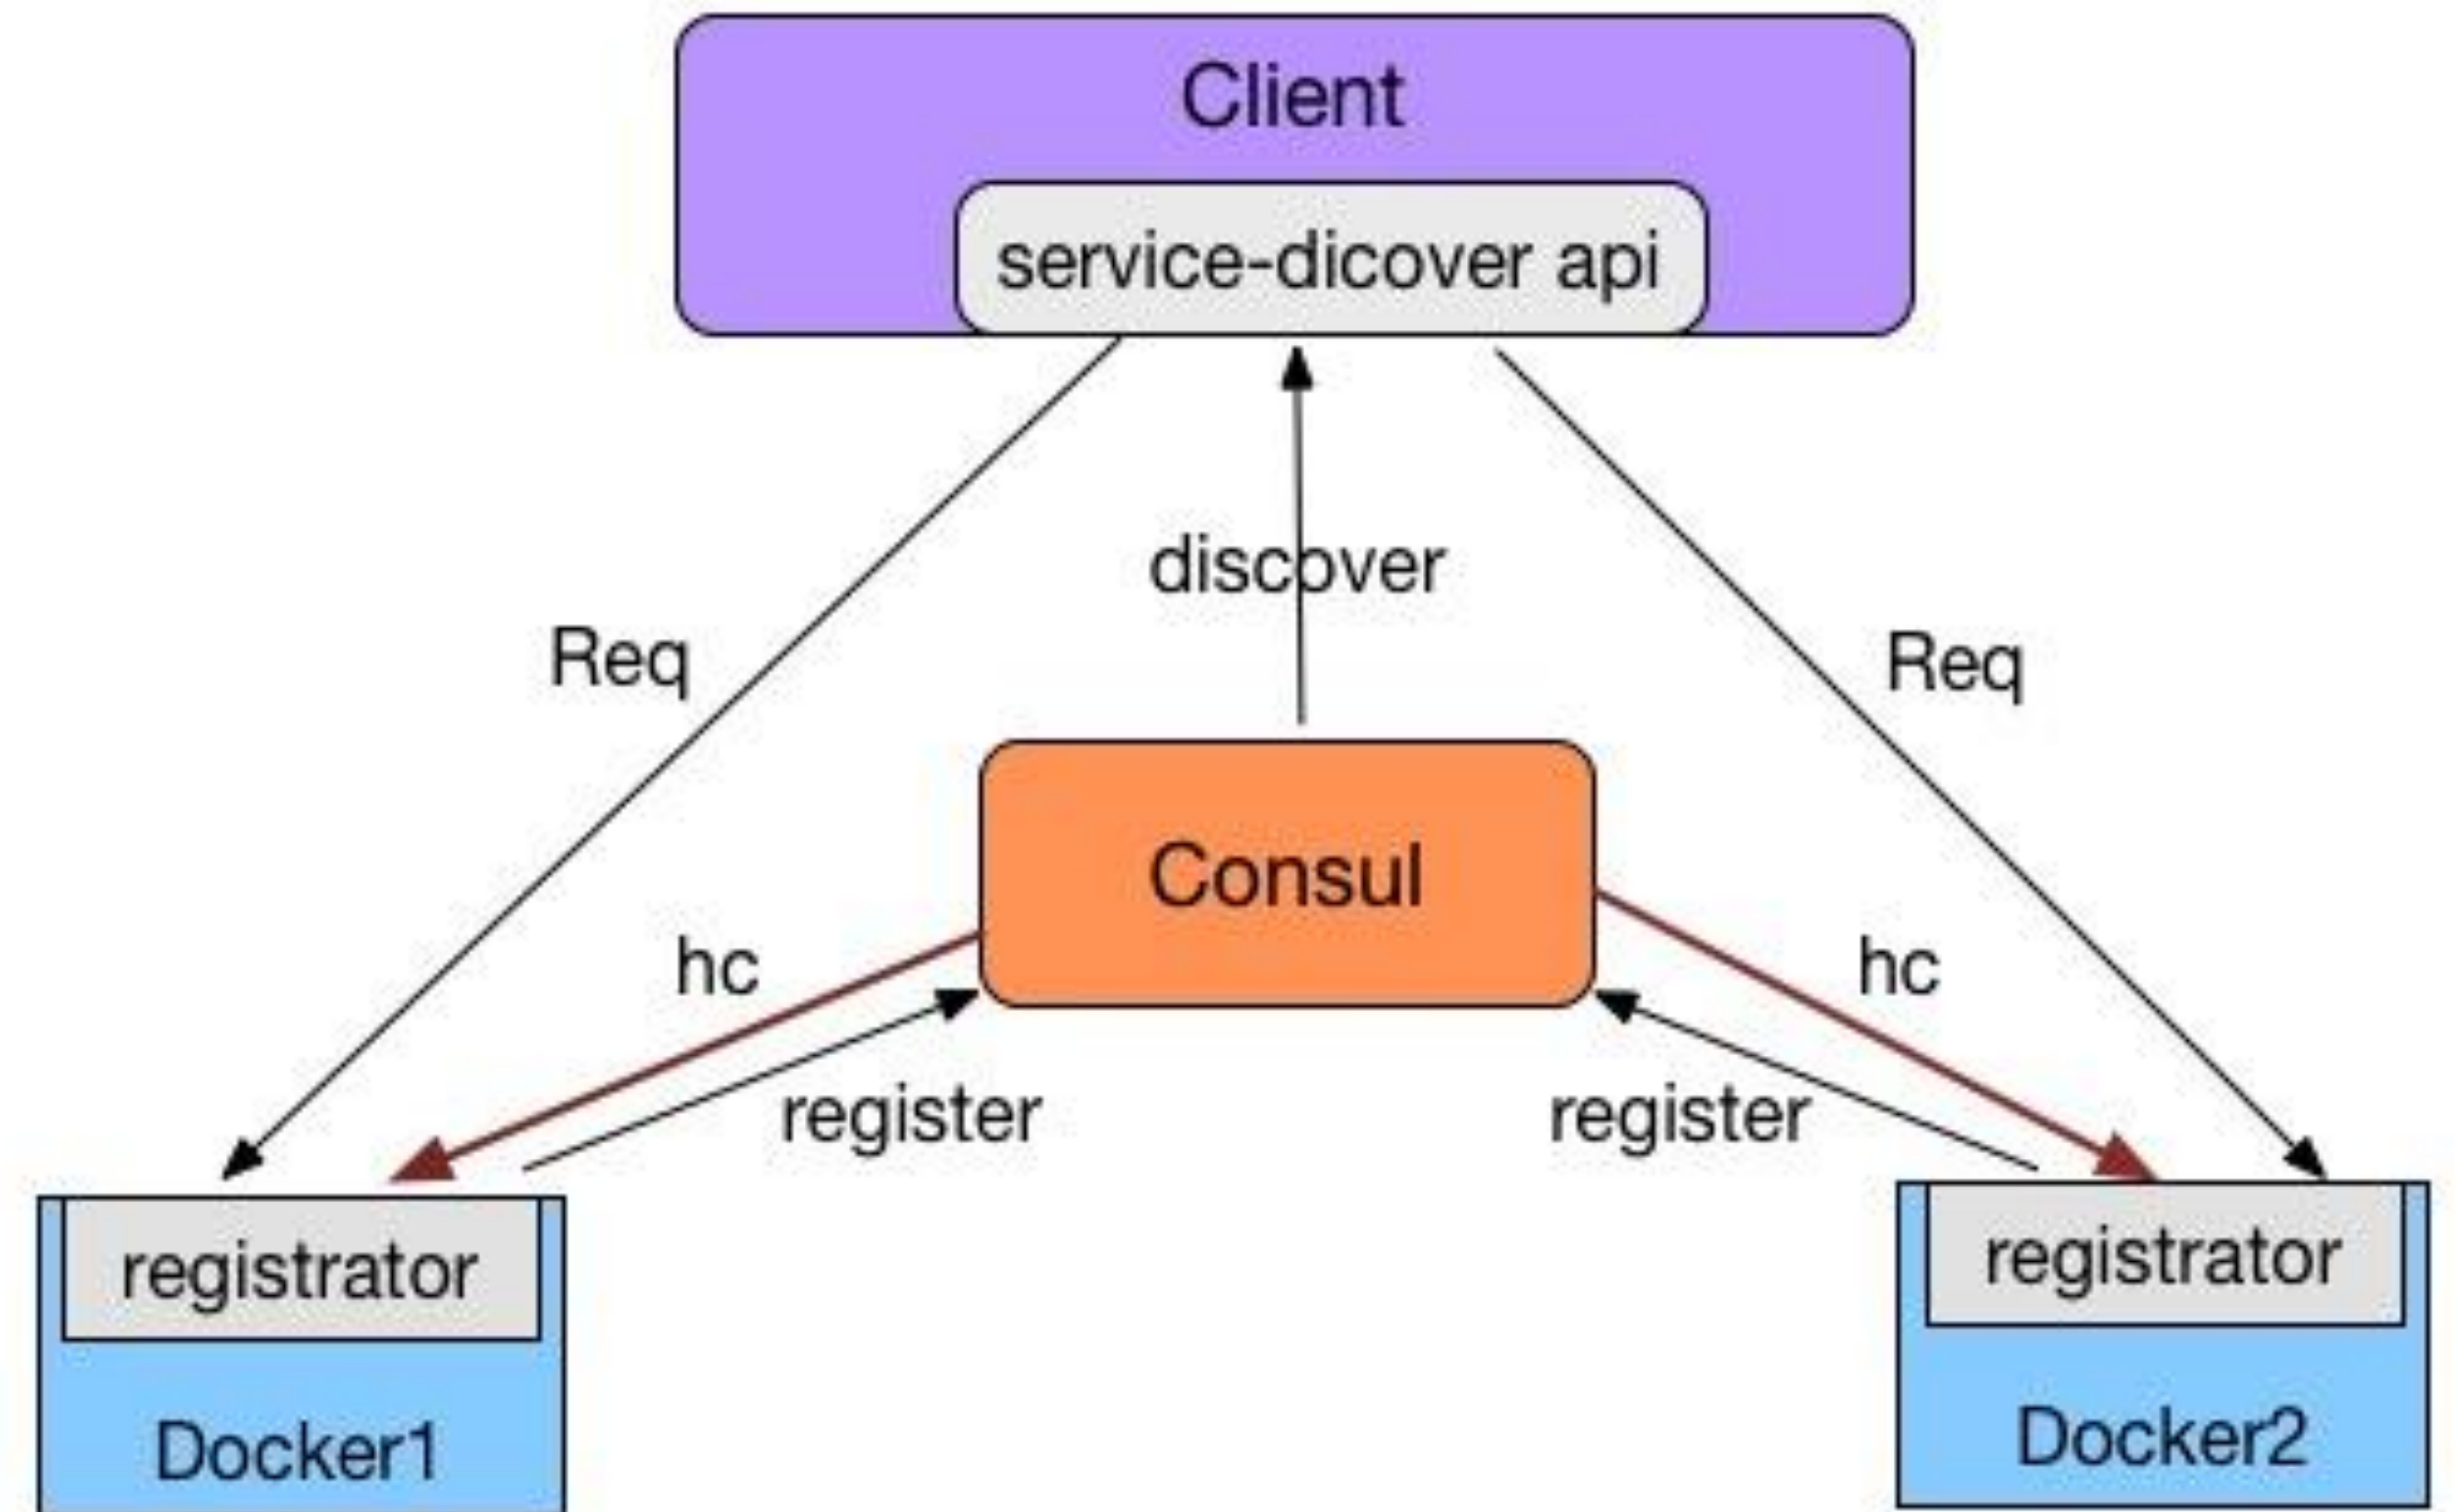 Client
service-dicover api
discover
Req
Req
Consul
hc
hc
register
register
registrator
registrator
Docker1
Docker2